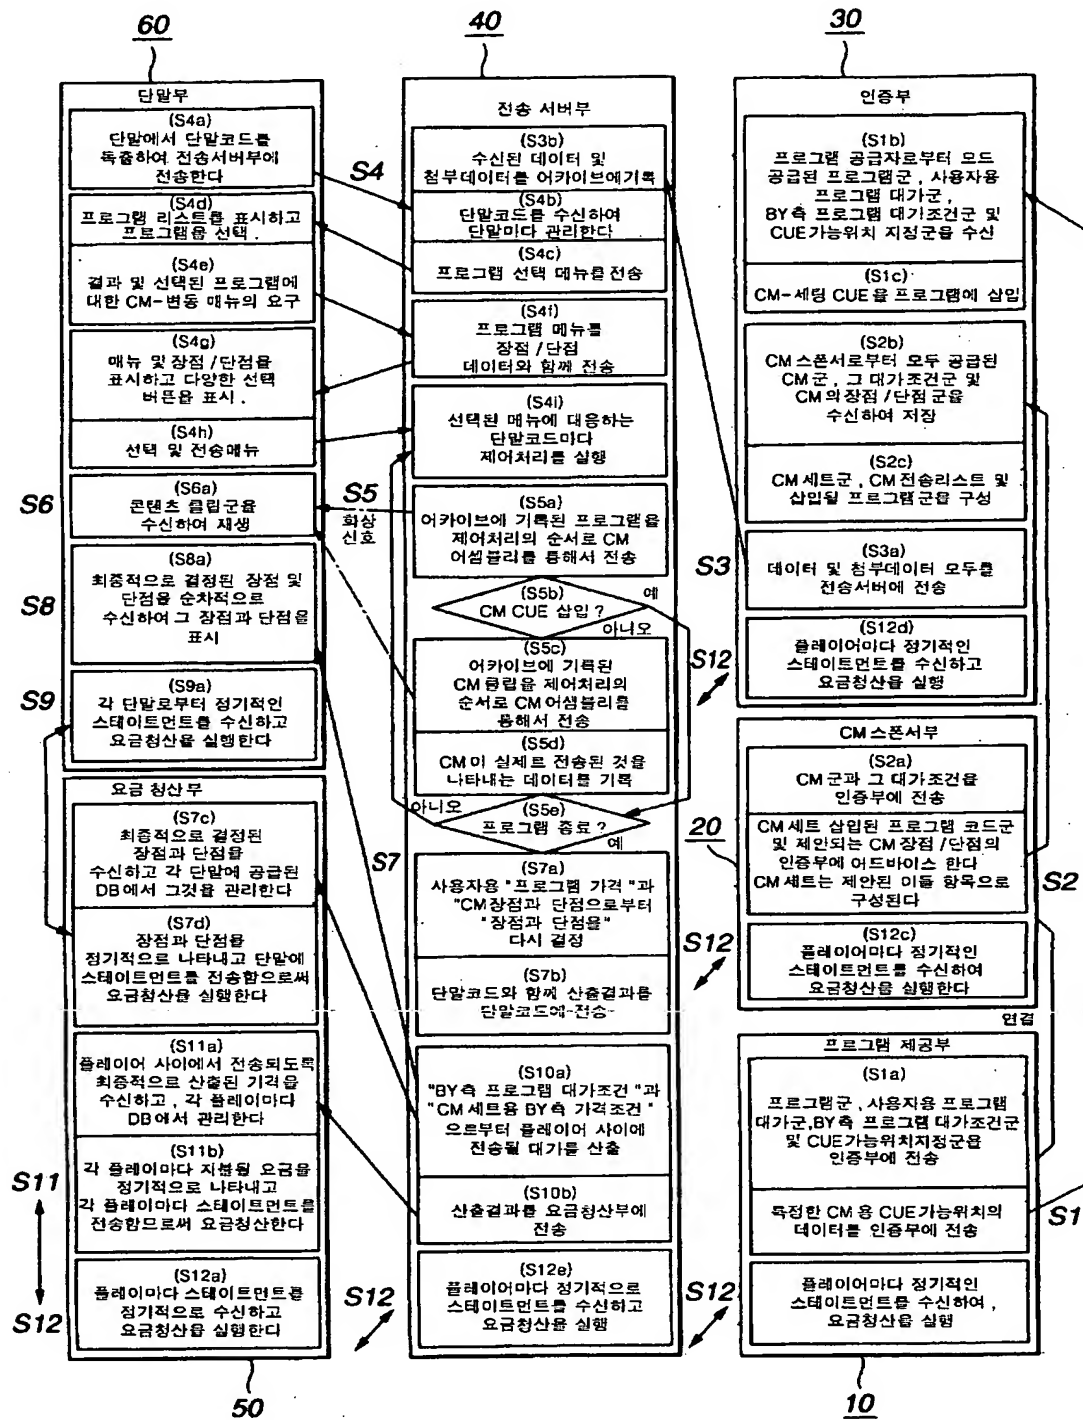 60
단말부
(S4a)
단말에서 단말코드를
독출하여 전송서버부에
전송한다
(S4d)
프로그램 리스트를 표시하고
프로그램을 선택.
(S4e)
결과 및 선택된 프로그램에
대한 CM-변동 매뉴의 요구
(S4g)
매뉴 및 장점/단점을
표시하고 다양한 선택
버튼을 표시.
(S4h)
선택 및 전송메뉴
S6
(S6a)
콘텐츠 클립군을
수신하여 재생
S8
(S8a)
최종적으로 결정된 장점 및
단점을 순차적으로
수신하여 그 장점과 단점을
표시
S9
(S9a)
각 단말로부터 정기적인
스테이트먼트를 수신하고
요금청산을 실행한다
요금 청산부
(S7c)
최종적으로 결정된
장점과 단점을
수신하고 각 단말에 공급된
DB에서 그것을 관리한다
(S7d)
장점과 단점을
정기적으로 나타내고 단말에
스테이트먼트를 전송함으로써
요금청산을 실행한다
(S11a)
플레이어 사이에서 전송되도록
최종적으로 산출된 가격을
수신하고, 각 플레이마다
DB에서 관리한다
S11
(S11b)
각 플레이마다 지불될 요금을
정기적으로 나타내고
각 플레이마다 스테이트먼트를
전송함므로써 요금청산한다
S12
(S12a)
플레이마다 스테이트먼트를
정기적으로 수신하고
요금청산을 실행한다
50
40
전송 서버부
(S3b)
수신된 데이터 및
첨부데이터를 어카이브에기록
S4
(S4b)
단말코드를 수신하여
단말마다 관리한다
(S4c)
프로그램 선택 메뉴를 전송
(S4f)
프로그램 메뉴를
장점/단점
데이터와 함께 전송
(S4i)
선택된 메뉴에 대응하는
단말코드마다
제어처리를 실행
S5
화상
신호
(S5a)
어카이브에 기록된 프로그램을
제어처리의 순서로 CM
어셈블리를 통해서 전송
(S5b)
CM CUE 삽입?
예
아니오
(S5c)
어카이브에 기록된
CM클립을 제어처리의
순서로 CM어셈블리를
통해서 전송
(S5d)
CM이 실제로 전송된 것을
나타내는 데이터를 기록
아니오
(S5e)
프로그램 종료?
예
S7
(S7a)
사용자용 "프로그램 가격"과
"CM장점과 단점으로부터
"장점과 단점을"
다시 결정
(S7b)
단말코드와 함께 산출결과를
단말코드에 전송
(S10a)
"BY측 프로그램 대가조건"과
"CM세트용 BY측 가격조건"
으로부터 플레이어 사이에
전송될 대가를 산출
(S10b)
산출결과를 요금청산부에
전송
S12
(S12e)
플레이어마다 정기적으로
스테이트먼트를 수신하고
요금청산을 실행
30
인증부
(S1b)
프로그램 공급자로부터 모드
공급된 프로그램군, 사용자용
프로그램 대가군,
BY측 프로그램 대가조건군 및
CUE가능위치 지정군을 수신
(S1c)
CM-세팅 CUE을 프로그램에 삽입
(S2b)
CM스폰서로부터 모두 공급된
CM군, 그 대가조건군 및
CM의 장점/단점군을
수신하여 저장
(S2c)
CM세트군, CM전송리스트 및
삽입될 프로그램군을 구성
S3
(S3a)
데이터 및 첨부데이터 모두를
전송서버에 전송
S12
(S12d)
플레이어마다 정기적인
스테이트먼트를 수신하고
요금청산을 실행
CM스폰서부
(S2a)
CM군과 그 대가조건을
인증부에 전송
20
CM세트 삽입된 프로그램 코드군
및 제안되는 CM장점/단점의
인증부에 어드바이스 한다
CM세트는 제안된 이들 항목으로
구성된다
S2
S12
(S12c)
플레이어마다 정기적인
스테이트먼트를 수신하여
요금청산을 실행한다
연결
프로그램 제공부
(S1a)
프로그램군, 사용자용 프로그램
대가군,BY측 프로그램 대가조건군
및 CUE가능위치지정군을
인증부에 전송
특정한 CM용 CUE가능위치의
데이터를 인증부에 전송
S1
S12
플레이어마다 정기적인
스테이트먼트를 수신하여,
요금청산을 실행
10